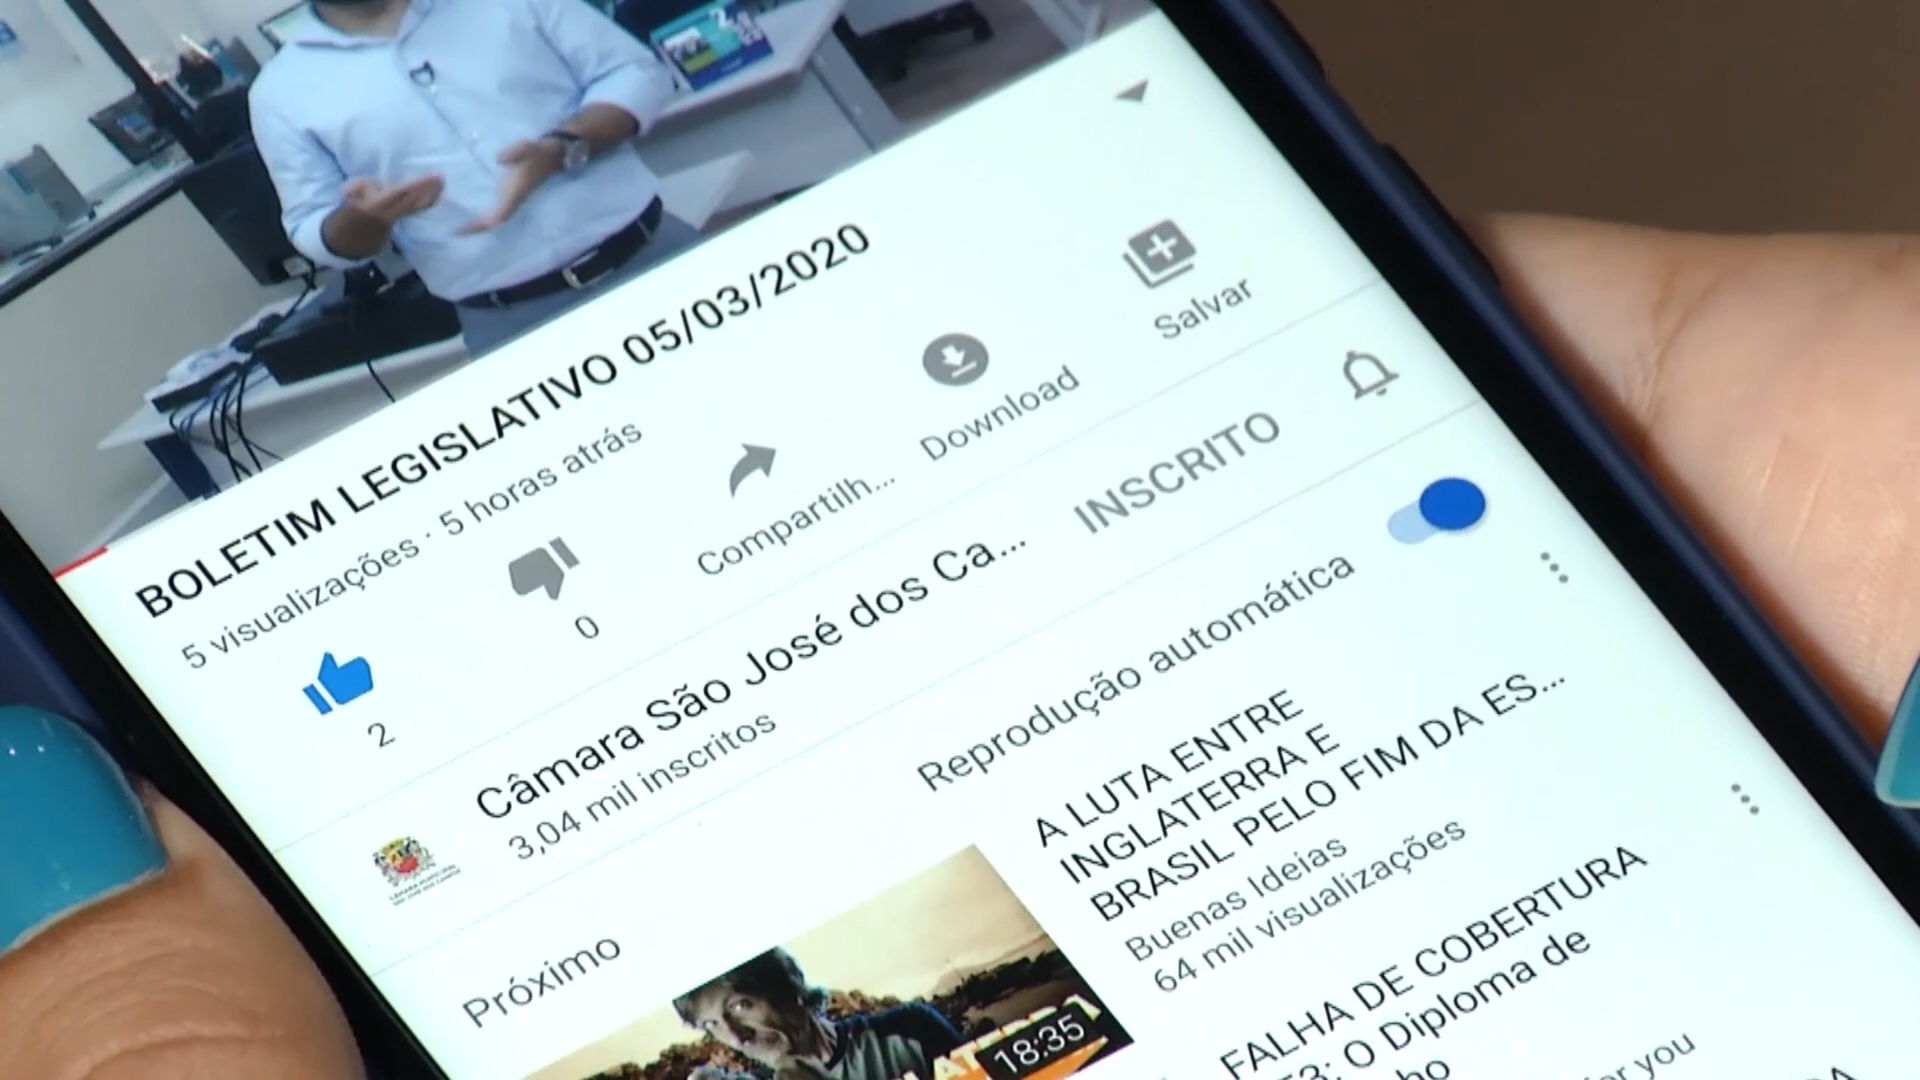 BOLETIM LEGISLATIVO 05/03/2020
5 visualizações · 5 horas atrás
2
0
Compartilh...
Download
Salvar
Câmara São José dos Ca...
3,04 mil inscritos
INSCRITO
Próximo
Reprodução automática
18:35
A LUTA ENTRE
INGLATERRA E
BRASIL PELO FIM DA ES...
Buenas Ideias
64 mil visualizações
FALHA DE COBERTURA
O Diploma de
for you